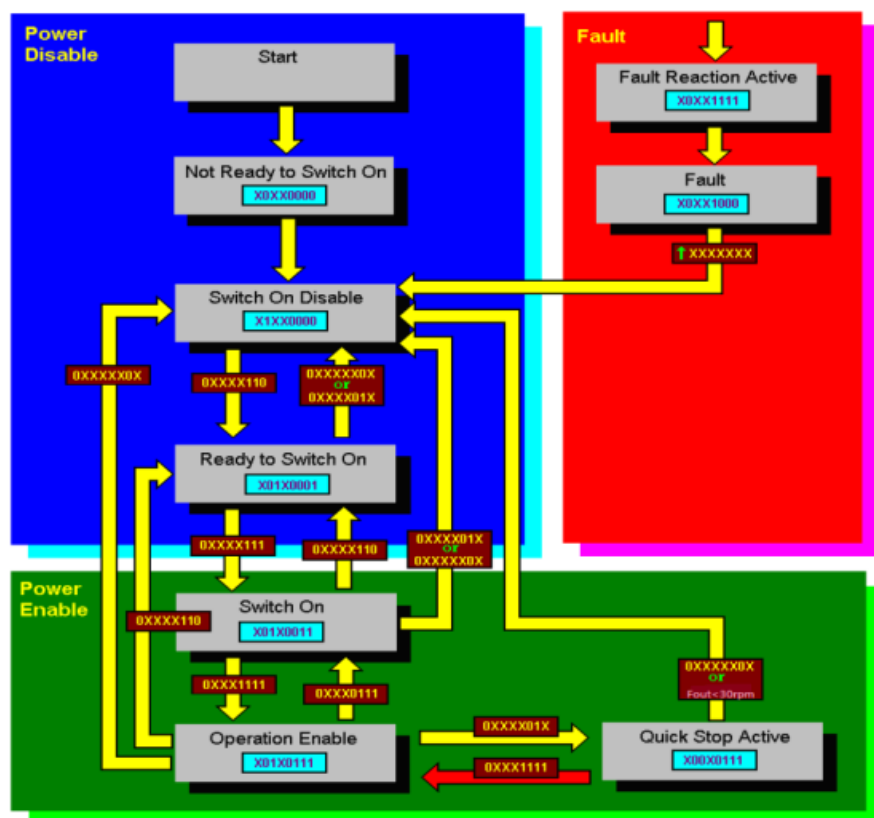 Power
Disable
Start
Not Ready to Switch On
X0XX0000
Switch On Disable
X1XX0000
0XXXXX0X
0XXXX110
0XXXXX0X
or
0XXXX01X
Ready to Switch On
X01X0001
0XXXX111
0XXXX110
0XXXX01X
or
0XXXXX0X
Fault
Fault Reaction Active
X0XX1111
Fault
X0XX1000
↑ XXXXXXX
Power
Enable
0XXXX110
Switch On
X01X0011
0XXX1111
0XXX0111
Operation Enable
X01X0111
0XXXX01X
0XXX1111
0XXXXX0X
or
Fout<30rpm
Quick Stop Active
X00X0111